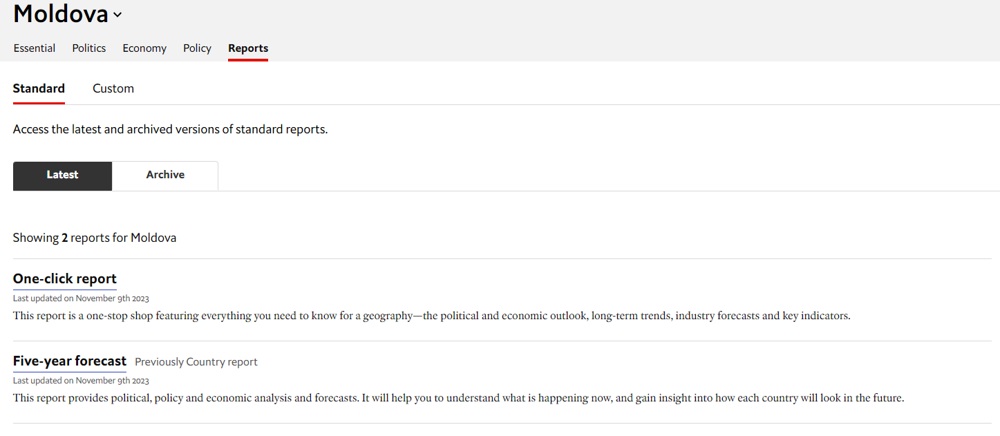 Moldova
Essential Politics Economy Policy Reports
Standard Custom
Access the latest and archived versions of standard reports.
Latest Archive
Showing 2 reports for Moldova
One-click report
Last updated on November 9th 2023
This report is a one-stop shop featuring everything you need to know for a geography—the political and economic outlook, long-term trends, industry forecasts and key indicators.
Five-year forecast Previously Country report
Last updated on November 9th 2023
This report provides political, policy and economic analysis and forecasts. It will help you to understand what is happening now, and gain insight into how each country will look in the future.